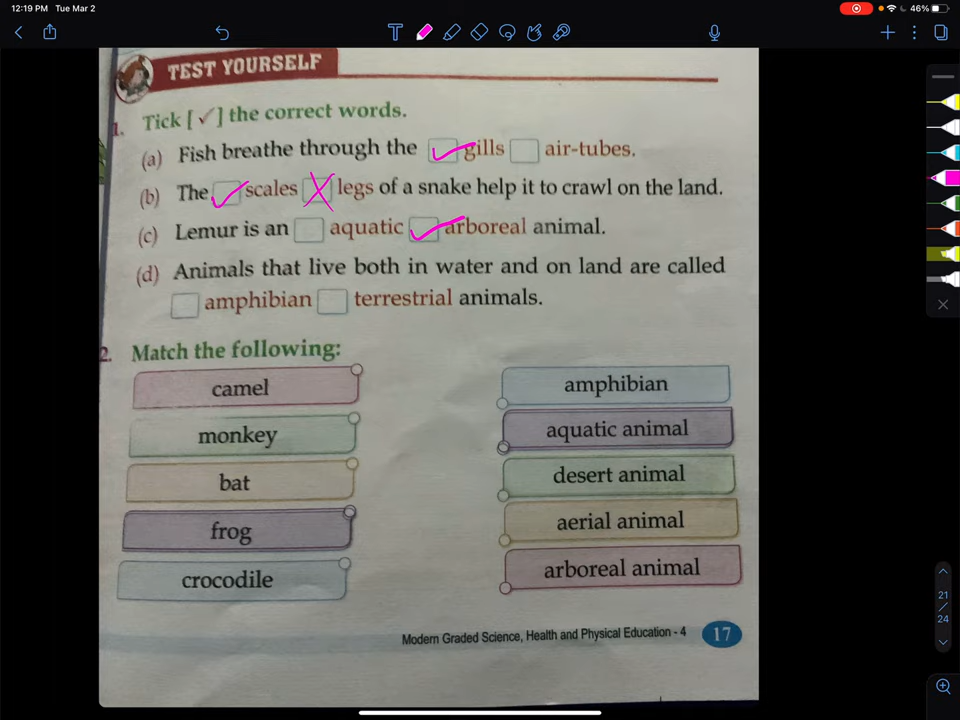 12:19 PM Tue Mar 2
46%
TEST YOURSELF
1. Tick [✓] the correct words.
(a) Fish breathe through the gills air-tubes.
(b) The scales legs of a snake help it to crawl on the land.
(c) Lemur is an aquatic arboreal animal.
(d) Animals that live both in water and on land are called
amphibian terrestrial animals.
2. Match the following:
camel amphibian
monkey aquatic animal
bat desert animal
frog aerial animal
crocodile arboreal animal
Modern Graded Science, Health and Physical Education - 4 17
21
/
24